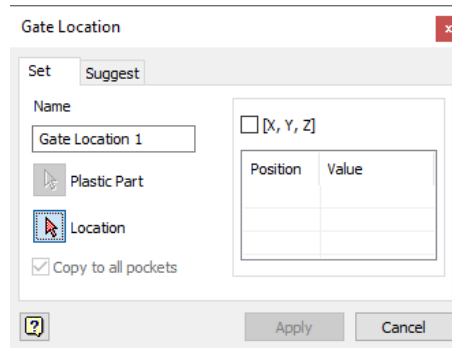 Gate Location
Set
Suggest
Name
Gate Location 1
Plastic Part
Location
Copy to all pockets
[X, Y, Z]
Position Value
Apply
Cancel